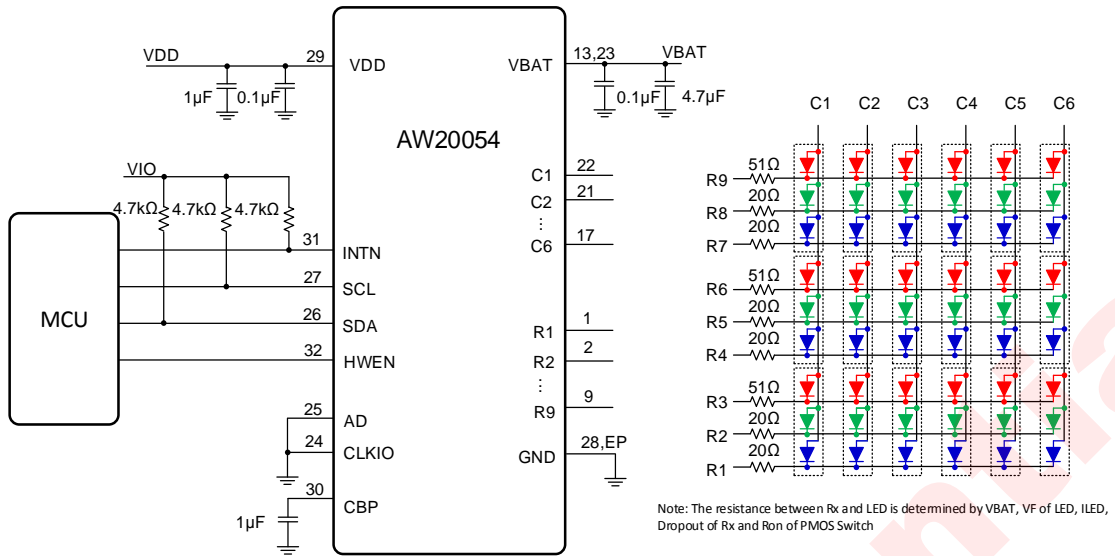 VDD
29
VDD
1µF
0.1µF
VBAT
13,23
VBAT
0.1µF
4.7µF
AW20054
VIO
4.7kΩ
4.7kΩ
4.7kΩ
MCU
31
INTN
27
SCL
26
SDA
32
HWEN
25
AD
24
CLKIO
30
CBP
1µF
C1
22
C2
21
⋮
C6
17
R1
1
R2
2
⋮
R9
9
GND
28,EP
C1 C2 C3 C4 C5 C6
R9
51Ω
R8
20Ω
R7
20Ω
R6
51Ω
R5
20Ω
R4
20Ω
R3
51Ω
R2
20Ω
R1
20Ω
Note: The resistance between Rx and LED is determined by VBAT, VF of LED, ILED,
Dropout of Rx and Ron of PMOS Switch